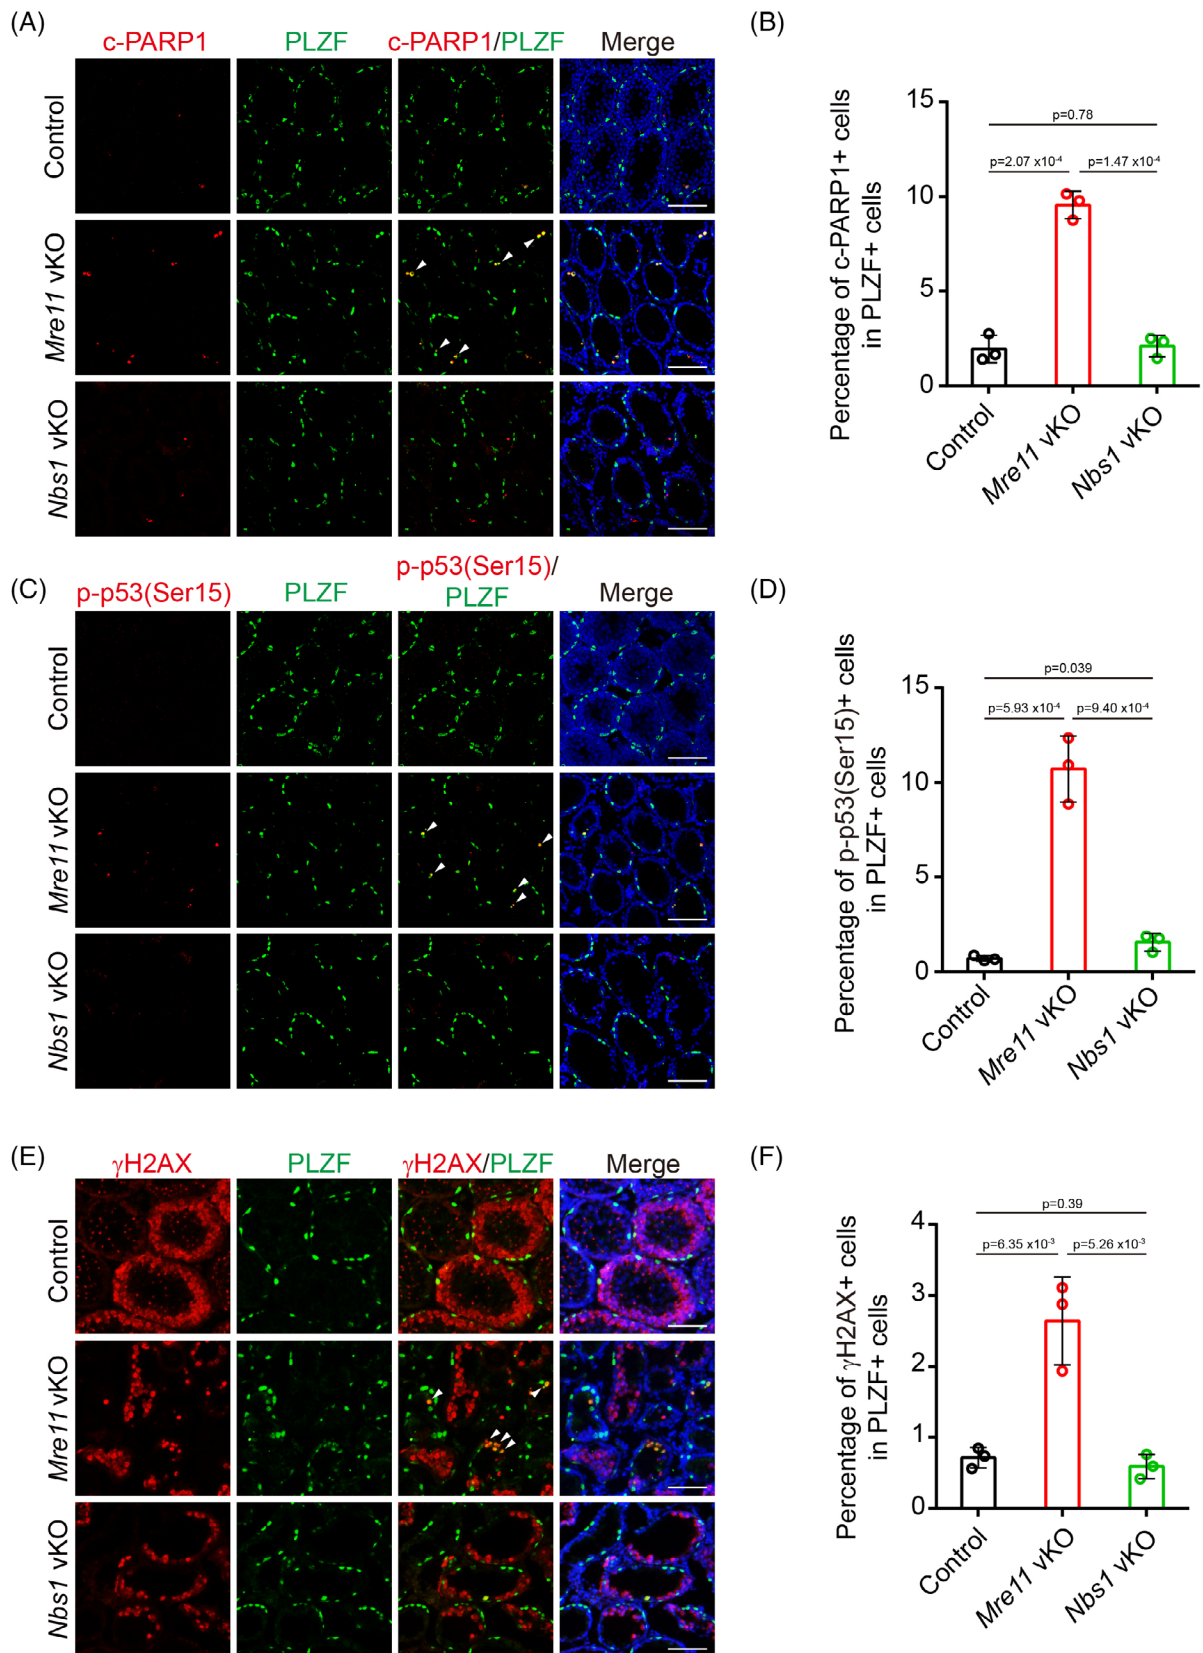 (A)
c-PARP1 PLZF c-PARP1/PLZF Merge
Control
Mre11 vKO
Nbs1 vKO
(B)
Percentage of c-PARP1+ cells
in PLZF+ cells
15
10
5
0
p=0.78
p=2.07 x10-4 p=1.47 x10-4
Control
Mre11 vKO
Nbs1 vKO
(C)
p-p53(Ser15) PLZF p-p53(Ser15)/
PLZF Merge
Control
Mre11 vKO
Nbs1 vKO
(D)
Percentage of p-p53(Ser15)+ cells
in PLZF+ cells
15
10
5
0
p=0.039
p=5.93 x10-4 p=9.40 x10-4
Control
Mre11 vKO
Nbs1 vKO
(E)
γH2AX PLZF γH2AX/PLZF Merge
Control
Mre11 vKO
Nbs1 vKO
(F)
Percentage of γH2AX+ cells
in PLZF+ cells
4
3
2
1
0
p=0.39
p=6.35 x10-3 p=5.26 x10-3
Control
Mre11 vKO
Nbs1 vKO